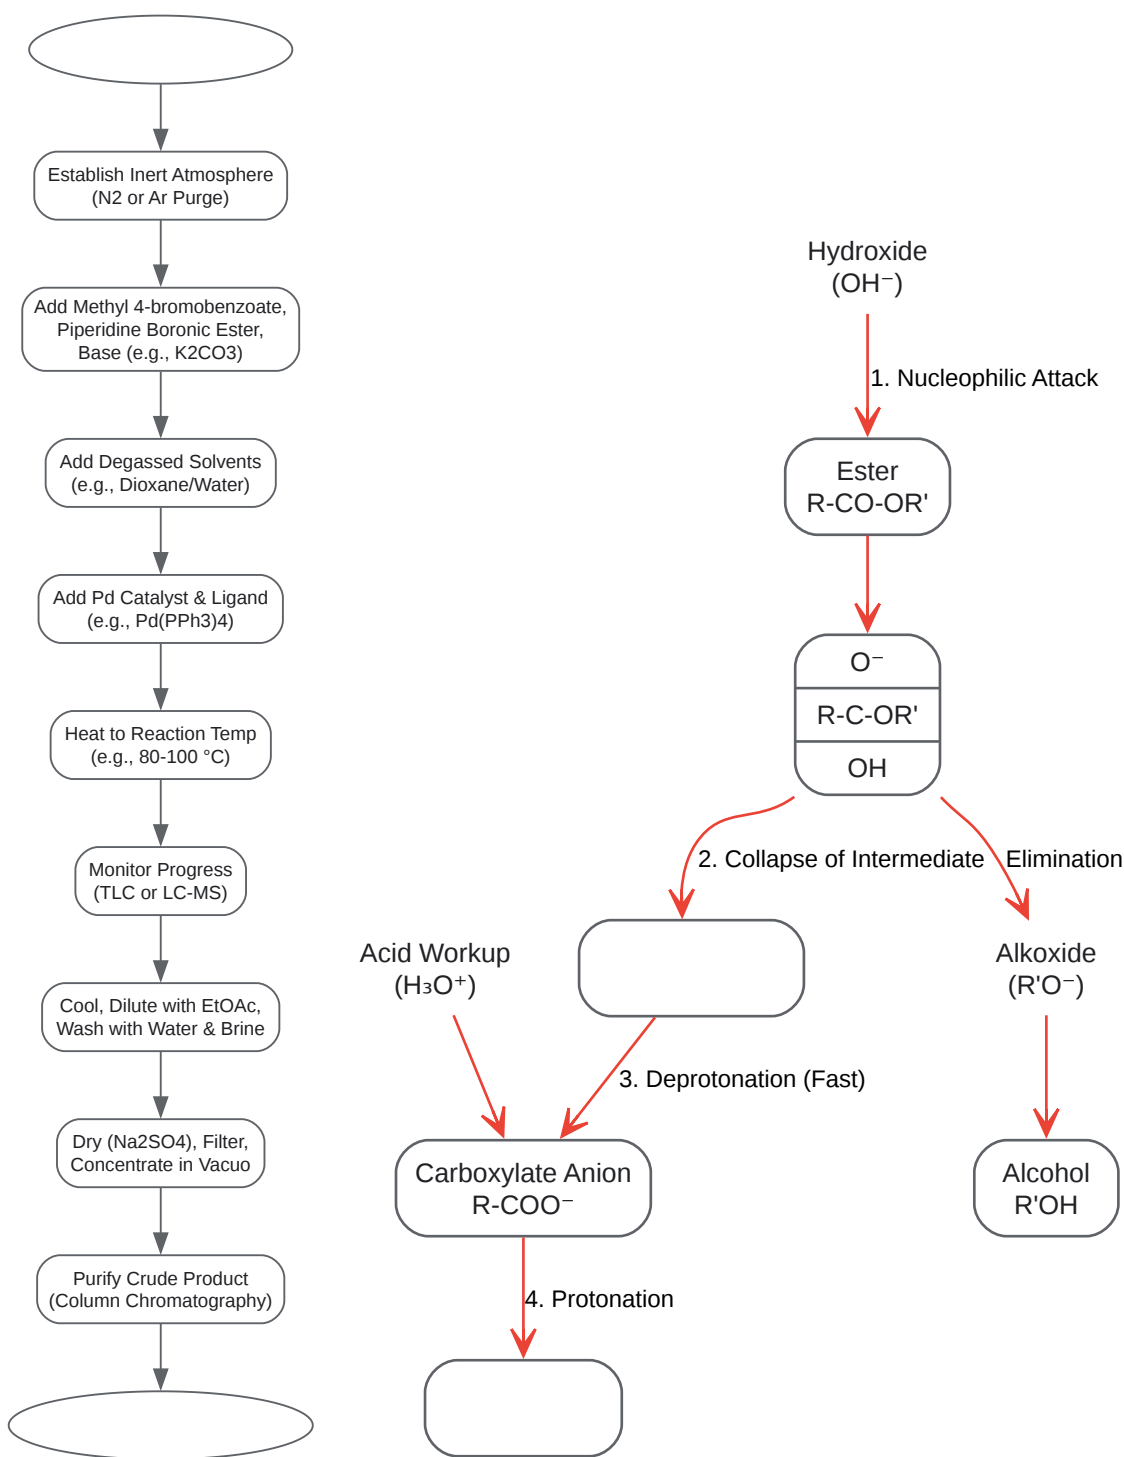 Establish Inert Atmosphere
(N2 or Ar Purge)
Add Methyl 4-bromobenzoate,
Piperidine Boronic Ester,
Base (e.g., K2CO3)
Add Degassed Solvents
(e.g., Dioxane/Water)
Add Pd Catalyst & Ligand
(e.g., Pd(PPh3)4)
Heat to Reaction Temp
(e.g., 80-100 °C)
Monitor Progress
(TLC or LC-MS)
Cool, Dilute with EtOAc,
Wash with Water & Brine
Dry (Na2SO4), Filter,
Concentrate in Vacuo
Purify Crude Product
(Column Chromatography)
Hydroxide
(OH⁻)
1. Nucleophilic Attack
Ester
R-CO-OR'
O⁻
R-C-OR'
OH
2. Collapse of Intermediate
Elimination
Acid Workup
(H₃O⁺)
Alkoxide
(R'O⁻)
3. Deprotonation (Fast)
Carboxylate Anion
R-COO⁻
Alcohol
R'OH
4. Protonation